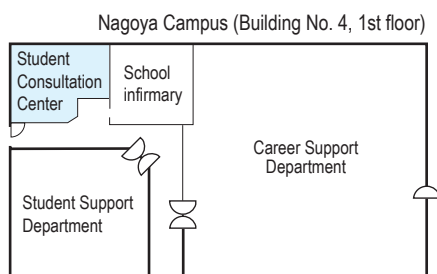 Nagoya Campus (Building No. 4, 1st floor)
Student
Consultation
Center
School
infirmary
Career Support
Department
Student Support
Department